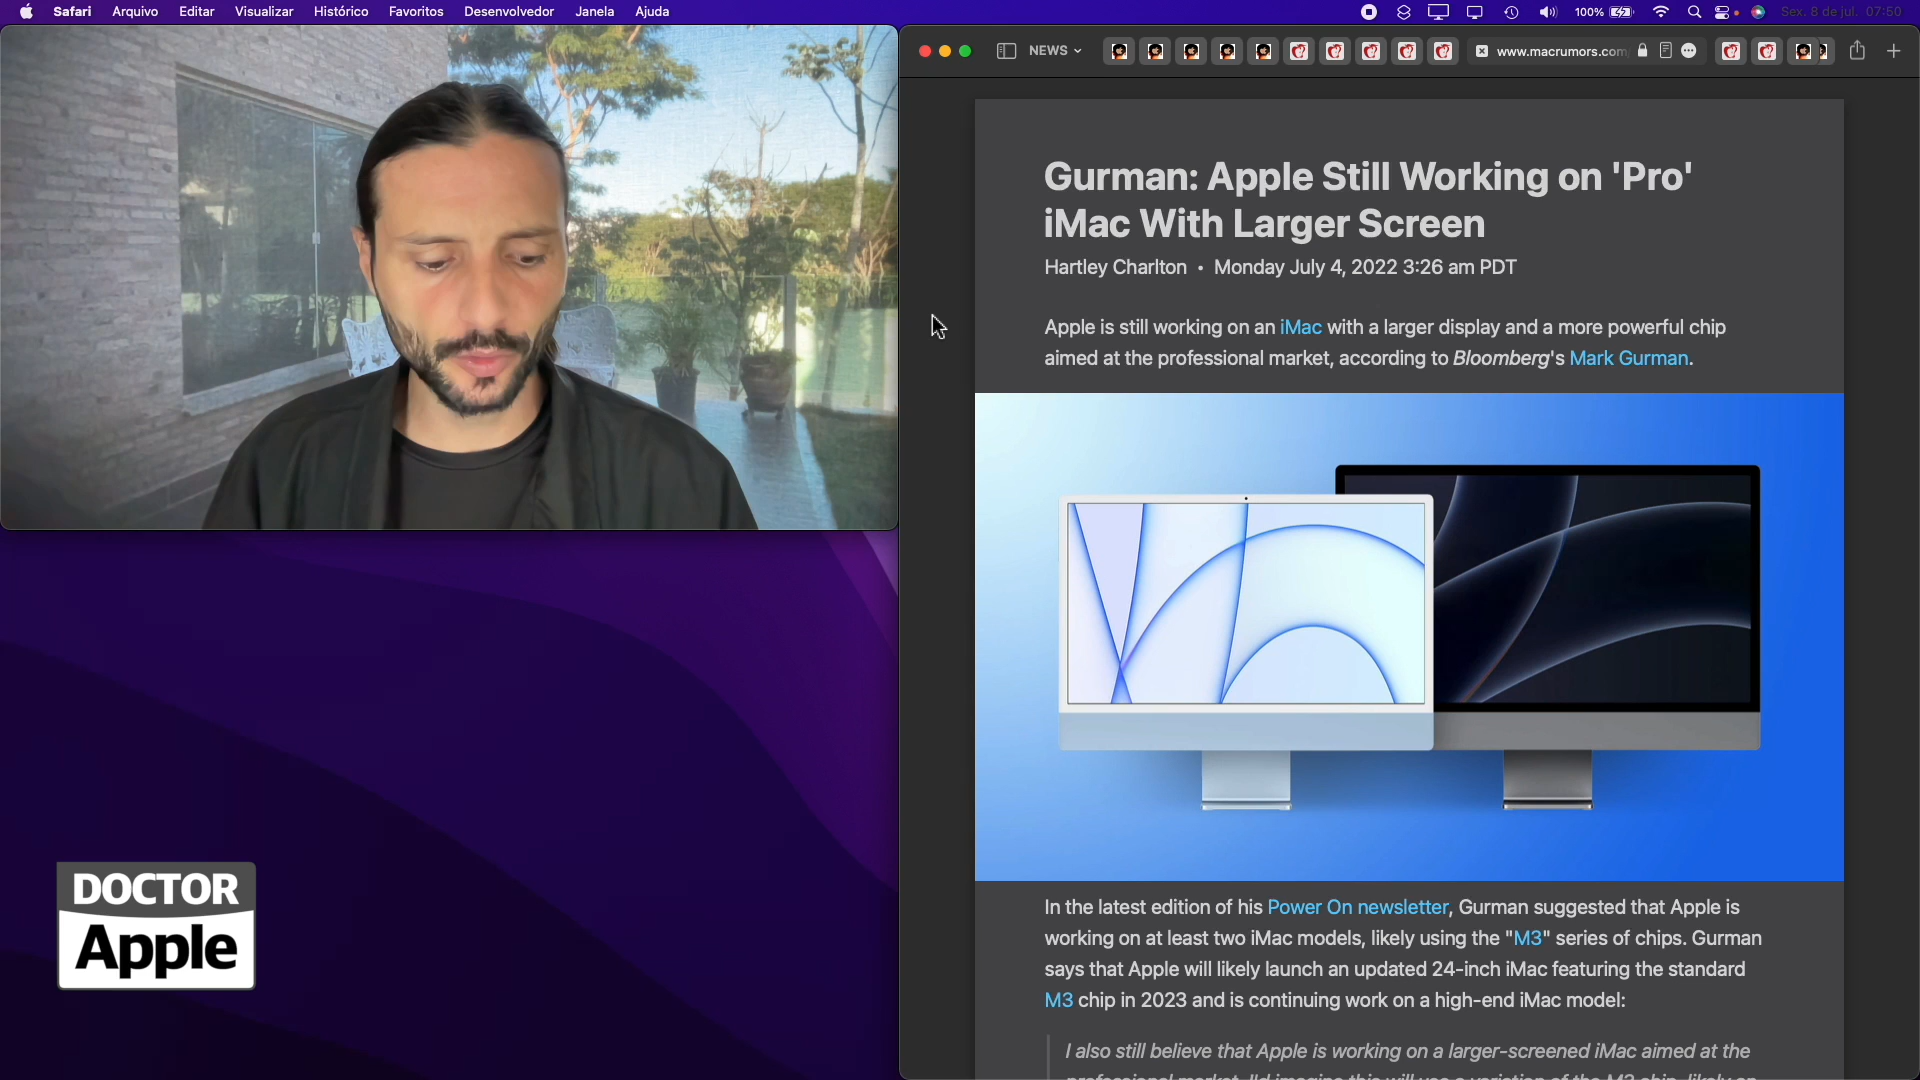 Safari Arquivo Editar Visualizar Histórico Favoritos Desenvolvedor Janela Ajuda 100% Sex. 8 de jul. 07:50
NEWS www.macrumors.com
Gurman: Apple Still Working on 'Pro'
iMac With Larger Screen
Hartley Charlton • Monday July 4, 2022 3:26 am PDT
Apple is still working on an iMac with a larger display and a more powerful chip
aimed at the professional market, according to Bloomberg's Mark Gurman.
In the latest edition of his Power On newsletter, Gurman suggested that Apple is
working on at least two iMac models, likely using the "M3" series of chips. Gurman
says that Apple will likely launch an updated 24-inch iMac featuring the standard
M3 chip in 2023 and is continuing work on a high-end iMac model:
I also still believe that Apple is working on a larger-screened iMac aimed at the
DOCTOR
Apple